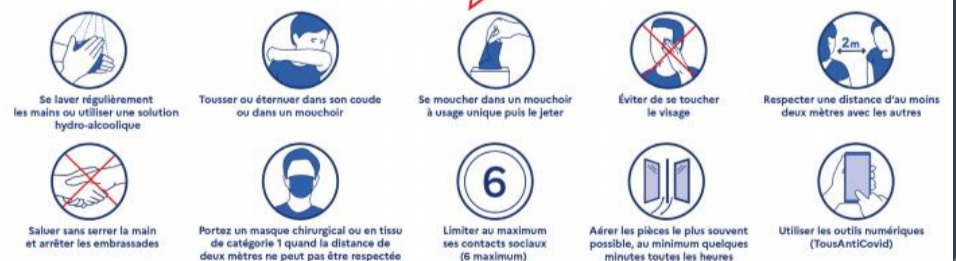 2m
Se laver régulièrement
les mains ou utiliser une solution
hydro-alcoolique
Tousser ou éternuer dans son coude
ou dans un mouchoir
Se moucher dans un mouchoir
à usage unique puis le jeter
Éviter de se toucher
le visage
Respecter une distance d'au moins
deux mètres avec les autres
6
Saluer sans serrer la main
et arrêter les embrassades
Portez un masque chirurgical ou en tissu
de catégorie 1 quand la distance de
deux mètres ne peut pas être respectée
Limiter au maximum
ses contacts sociaux
(6 maximum)
Aérer les pièces le plus souvent
possible, au minimum quelques
minutes toutes les heures
Utiliser les outils numériques
(TousAntiCovid)